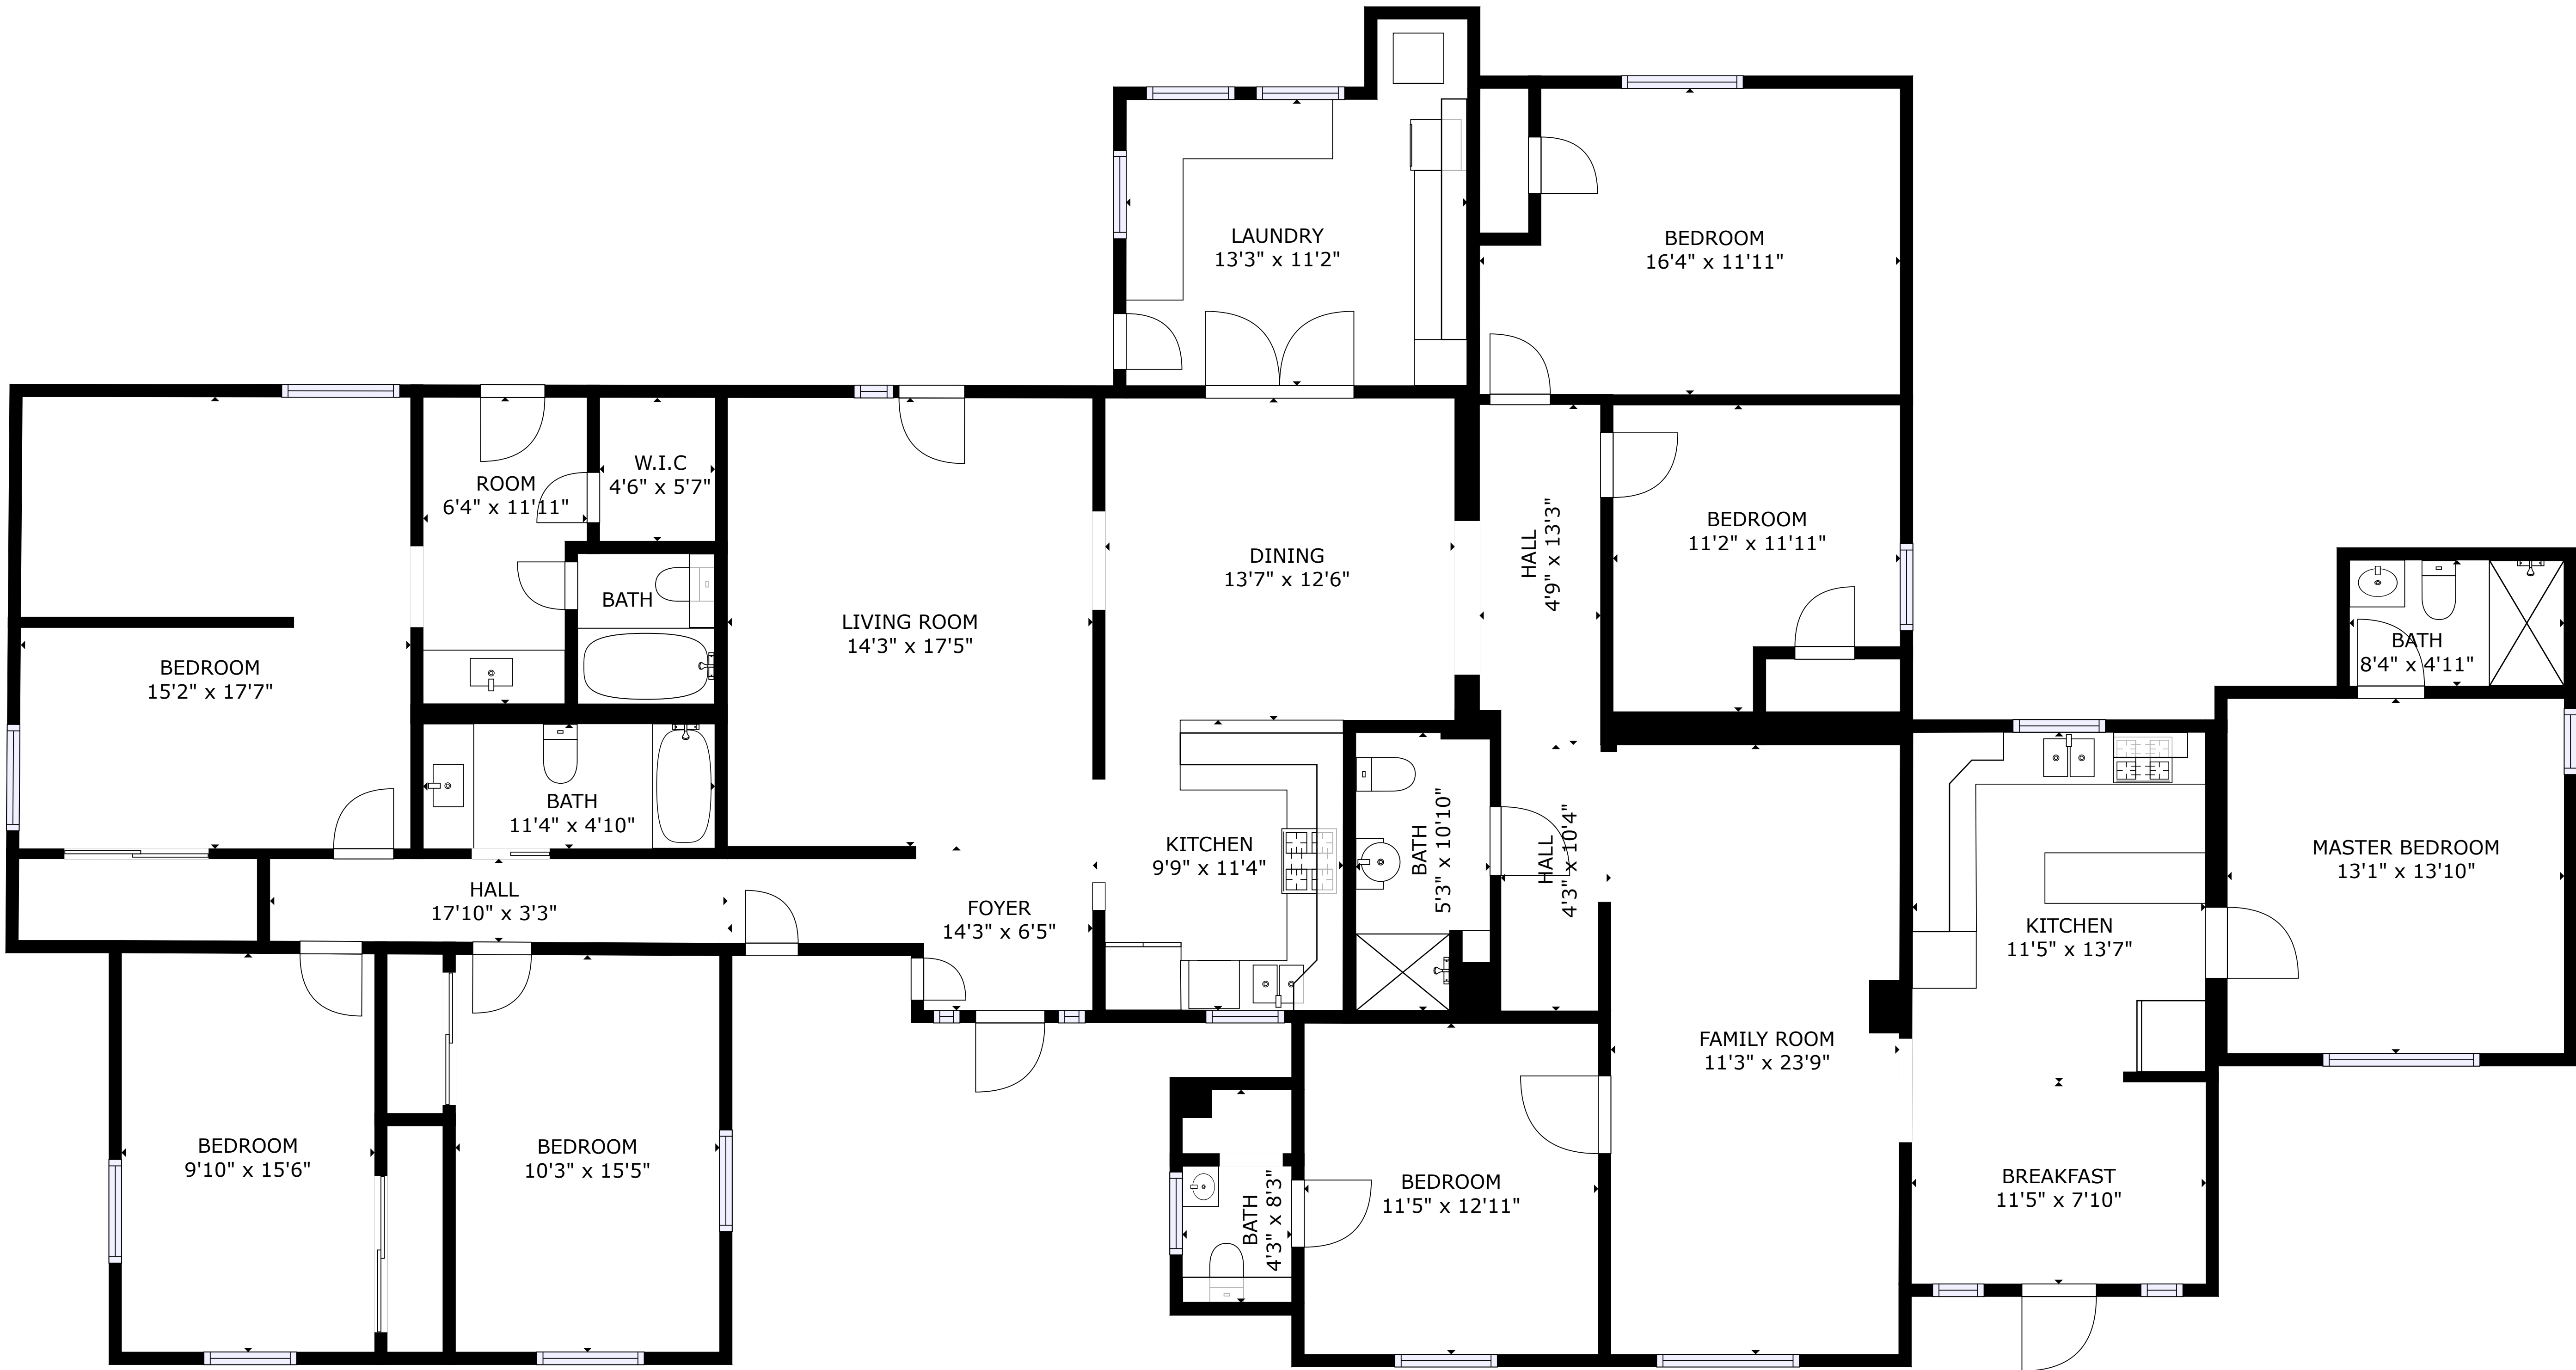 LAUNDRY
13'3" x 11'2"
BEDROOM
16'4" x 11'11"
W.I.C
4'6" x 5'7"
ROOM
6'4" x 11'11"
BATH
BEDROOM
15'2" x 17'7"
LIVING ROOM
14'3" x 17'5"
DINING
13'7" x 12'6"
HALL
4'9" x 13'3"
BEDROOM
11'2" x 11'11"
BATH
8'4" x 4'11"
BATH
11'4" x 4'10"
HALL
17'10" x 3'3"
FOYER
14'3" x 6'5"
KITCHEN
9'9" x 11'4"
BATH
5'3" x 10'10"
HALL
4'3" x 10'4"
MASTER BEDROOM
13'1" x 13'10"
KITCHEN
11'5" x 13'7"
FAMILY ROOM
11'3" x 23'9"
BEDROOM
9'10" x 15'6"
BEDROOM
10'3" x 15'5"
BATH
4'3" x 8'3"
BEDROOM
11'5" x 12'11"
BREAKFAST
11'5" x 7'10"